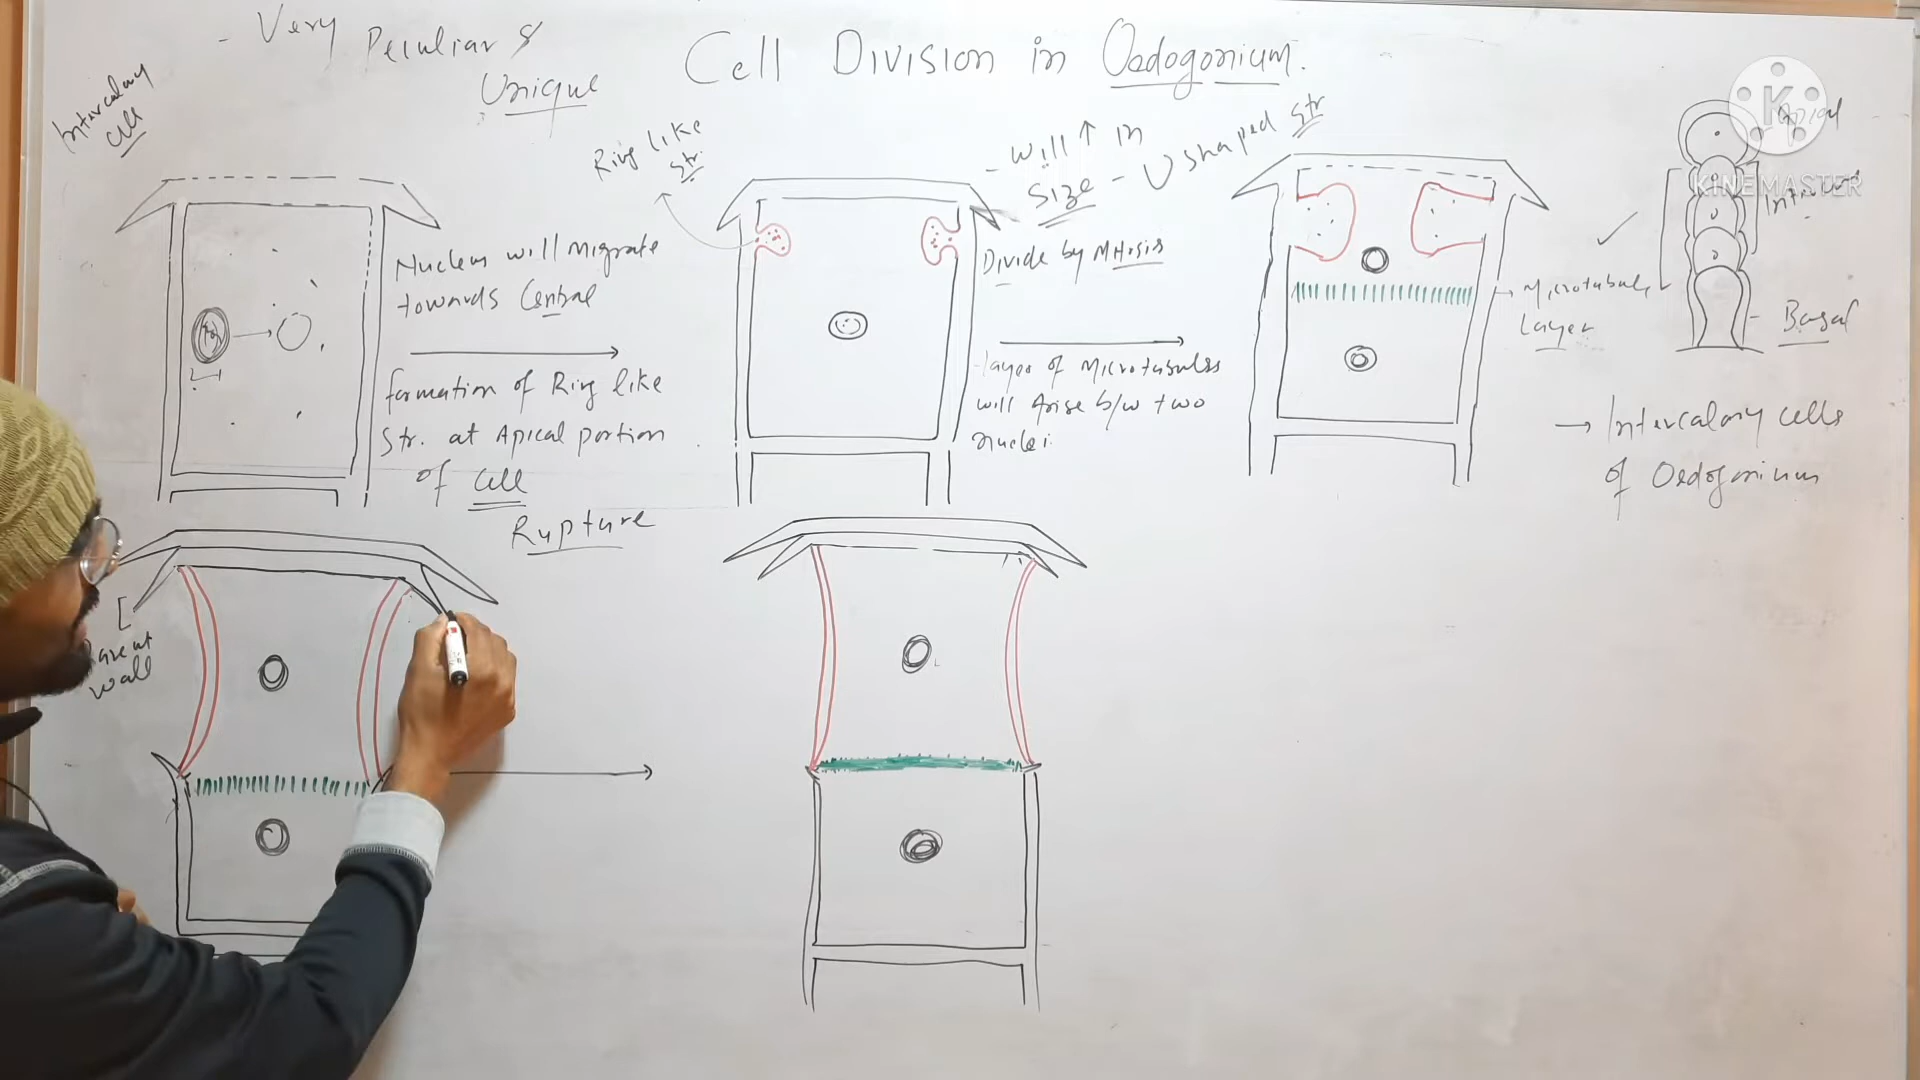 - Very Peculiar &
Unique
Cell Division in Oedogonium.
Intercalary
cell
Ring like
Str.
- Will ↑ in
Size - U shaped Str
Divide by Mitosis
layer of Microtubules
will Arise b/w two
nuclei.
Nucleus will Migrate
towards Central
formation of Ring like
Str. at Apical portion
of cell
Microtubule
Layer
Apical
K
KINEMASTER
Basal
→ Intercalary cells
of Oedogonium
Rupture
Parent
wall